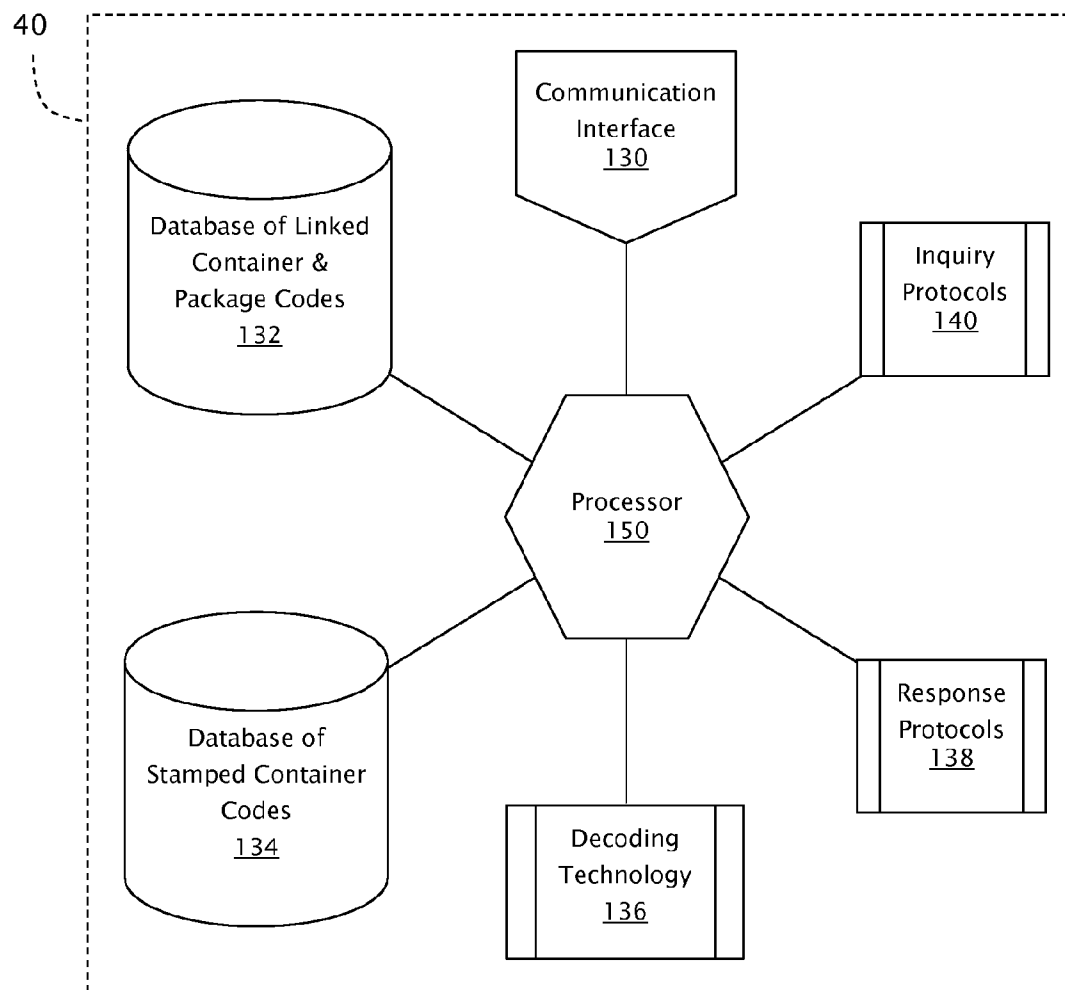 40
Communication
Interface
130
Database of Linked
Container &
Package Codes
132
Inquiry
Protocols
140
Processor
150
Database of
Stamped Container
Codes
134
Response
Protocols
138
Decoding
Technology
136